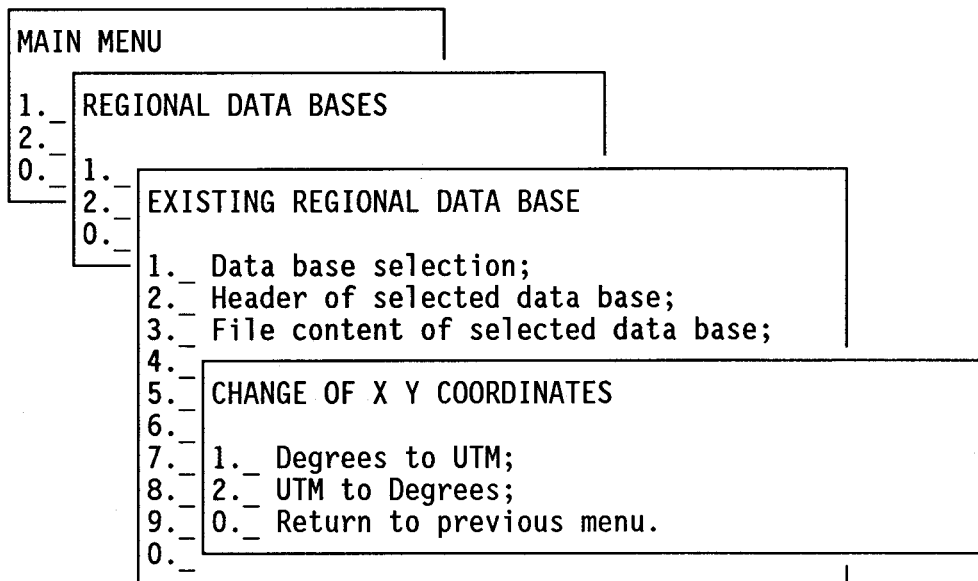 MAIN MENU
1._
2._
0._
REGIONAL DATA BASES
1._
2._
0._
EXISTING REGIONAL DATA BASE
1._ Data base selection;
2._ Header of selected data base;
3._ File content of selected data base;
4._
5._
6._
7._
8._
9._
0._
CHANGE OF X Y COORDINATES
1._ Degrees to UTM;
2._ UTM to Degrees;
0._ Return to previous menu.